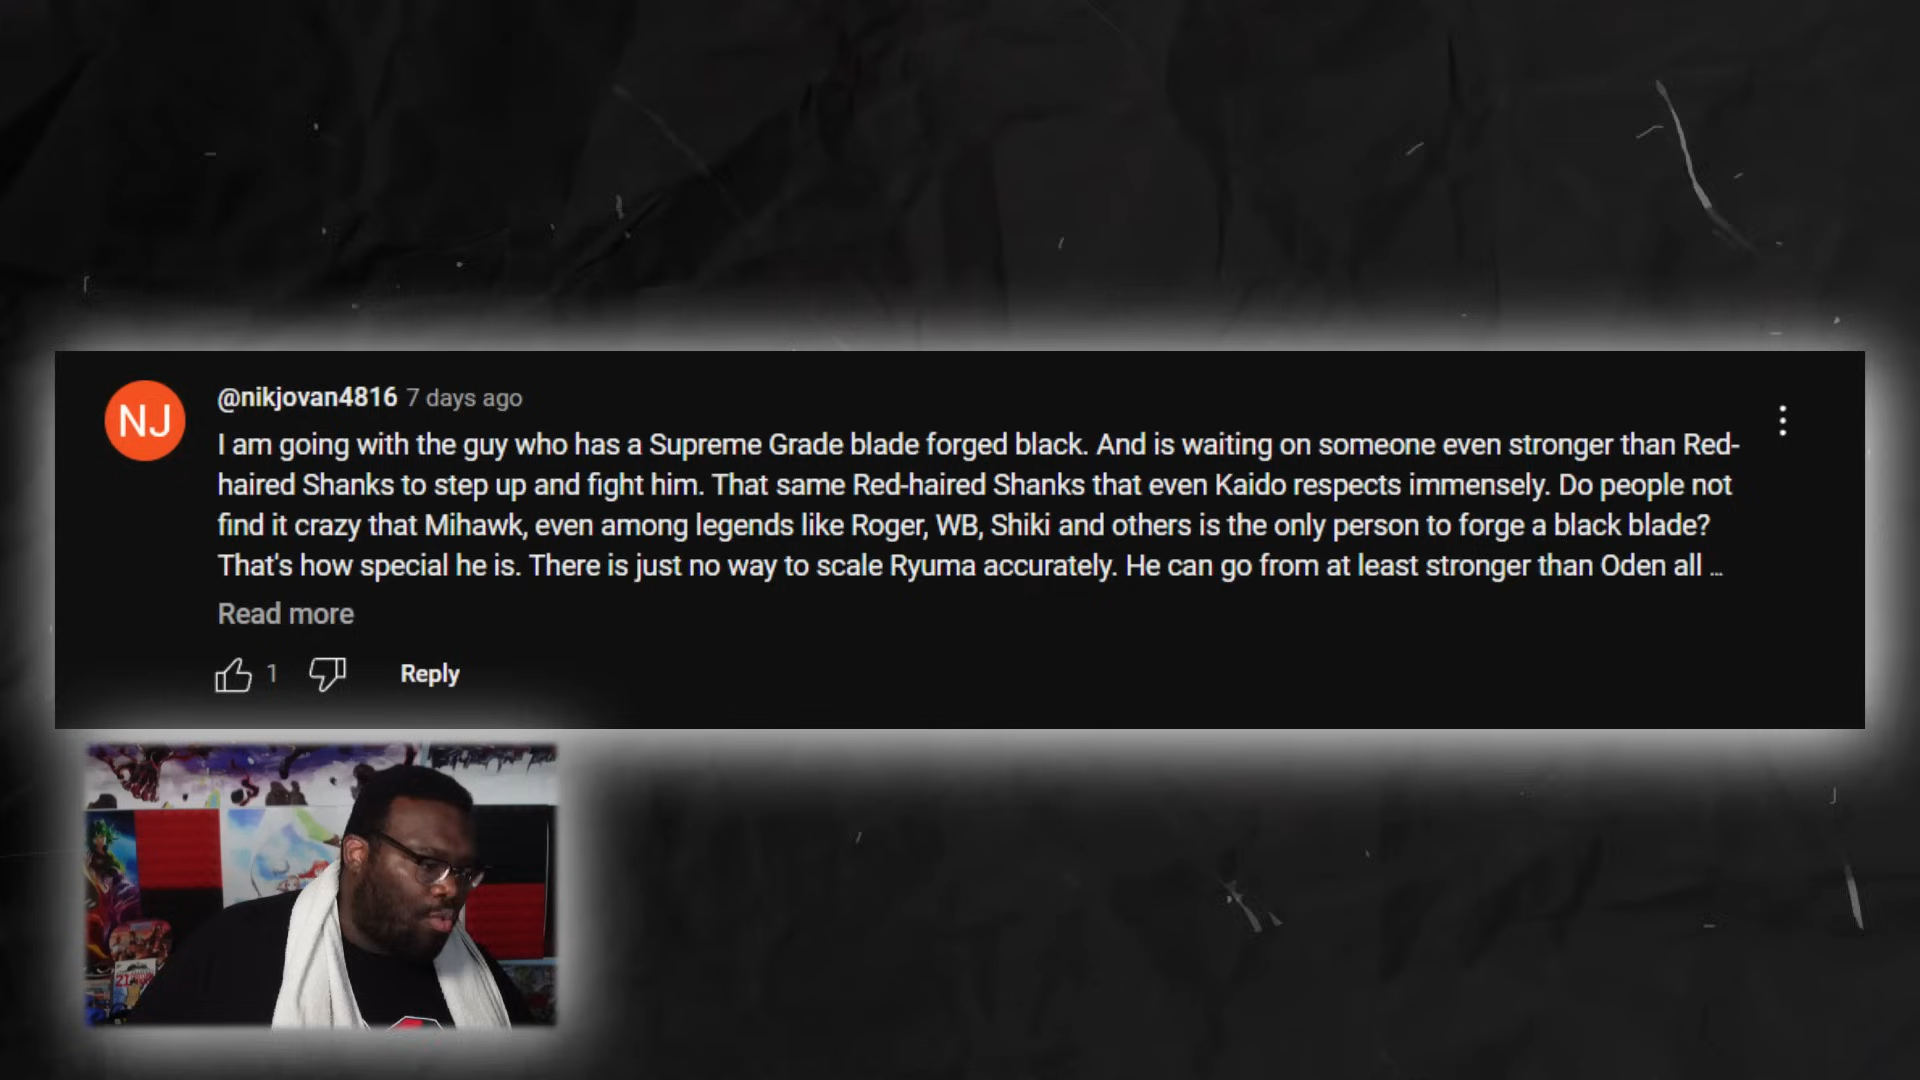 NJ
@nikjovan4816 7 days ago
I am going with the guy who has a Supreme Grade blade forged black. And is waiting on someone even stronger than Red-
haired Shanks to step up and fight him. That same Red-haired Shanks that even Kaido respects immensely. Do people not
find it crazy that Mihawk, even among legends like Roger, WB, Shiki and others is the only person to forge a black blade?
That's how special he is. There is just no way to scale Ryuma accurately. He can go from at least stronger than Oden all ...
Read more
1 Reply